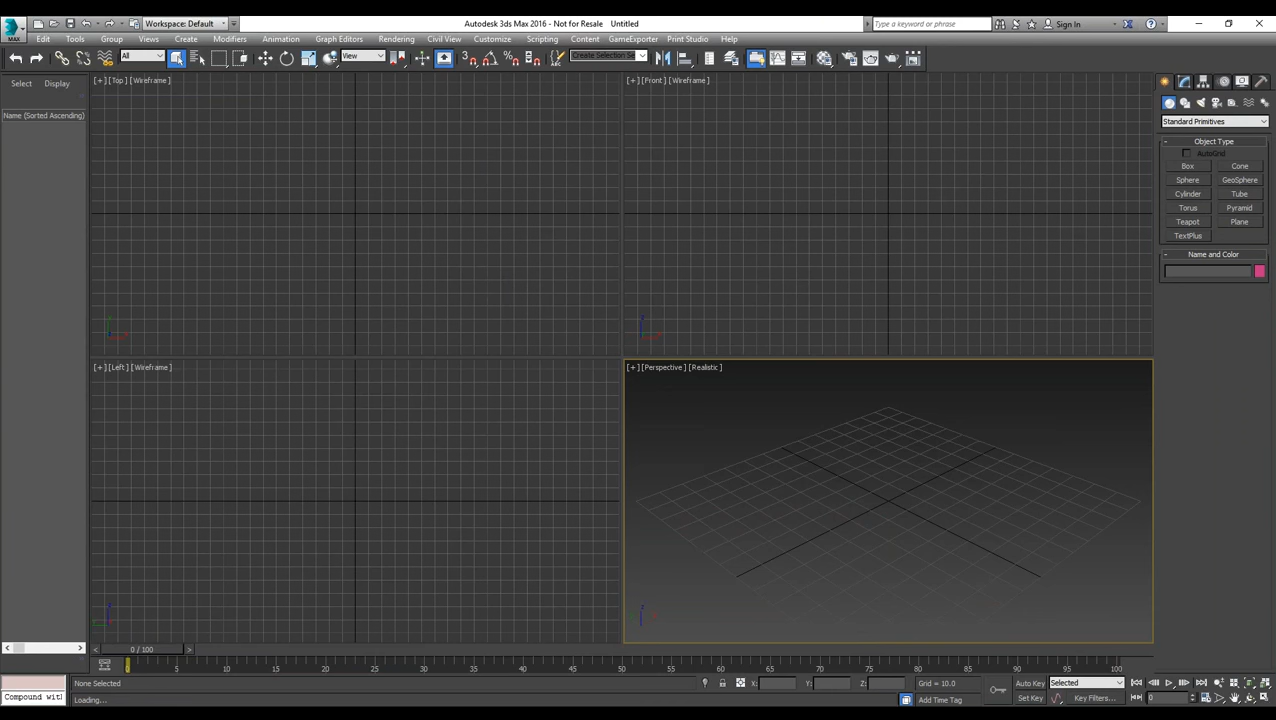 Workspace: Default
Autodesk 3ds Max 2016 - Not for Resale   Untitled
Type a keyword or phrase
Sign In
MAX
Edit Tools Group Views Create Modifiers Animation Graph Editors Rendering Civil View Customize Scripting Content GameExporter Print Studio Help
All
View
3
Create Selection Se
Select Display
Name (Sorted Ascending)
[+][Top][Wireframe]
[+][Front][Wireframe]
Standard Primitives
- Object Type
AutoGrid
Box Cone
Sphere GeoSphere
Cylinder Tube
Torus Pyramid
Teapot Plane
TextPlus
- Name and Color
[+][Left][Wireframe]
[+][Perspective][Realistic]
< 0 / 100 >
0 5 10 15 20 25 30 35 40 45 50 55 60 65 70 75 80 85 90 95 100
None Selected
X: Y: Z:
Grid = 10.0
Auto Key
Selected
Compound wit
Loading...
Add Time Tag
Set Key
Key Filters...
0